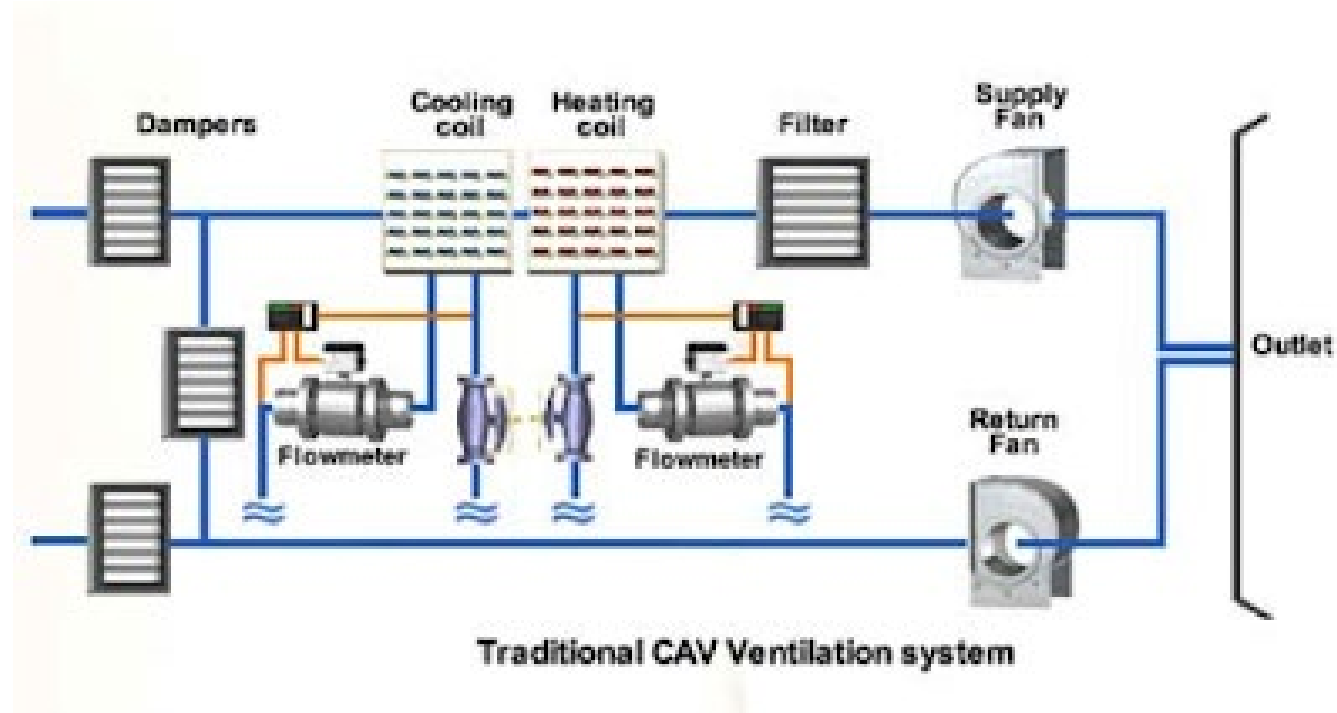 Dampers
Cooling
coil
Heating
coil
Filter
Supply
Fan
Outlet
Flowmeter
Flowmeter
Return
Fan
Traditional CAV Ventilation system